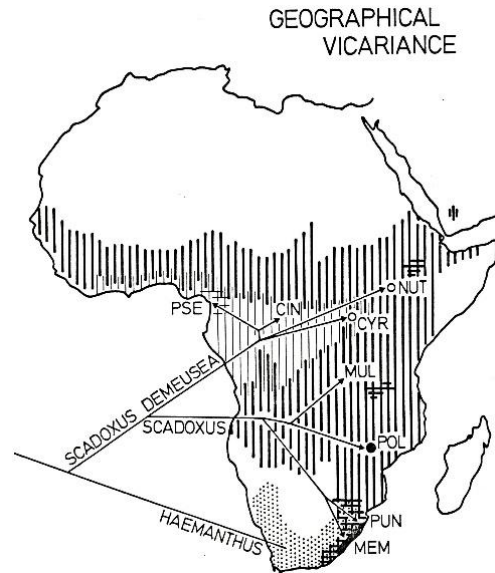 GEOGRAPHICAL
VICARIANCE
PSE
CIN
NUT
CYR
MUL
SCADOXUS DEMEUSEA
SCADOXUS
POL
HAEMANTHUS
PUN
MEM